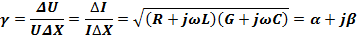 γ = ΔU / UΔX = ΔI / IΔX = √(R + jωL)(G + jωC) = α + jβ